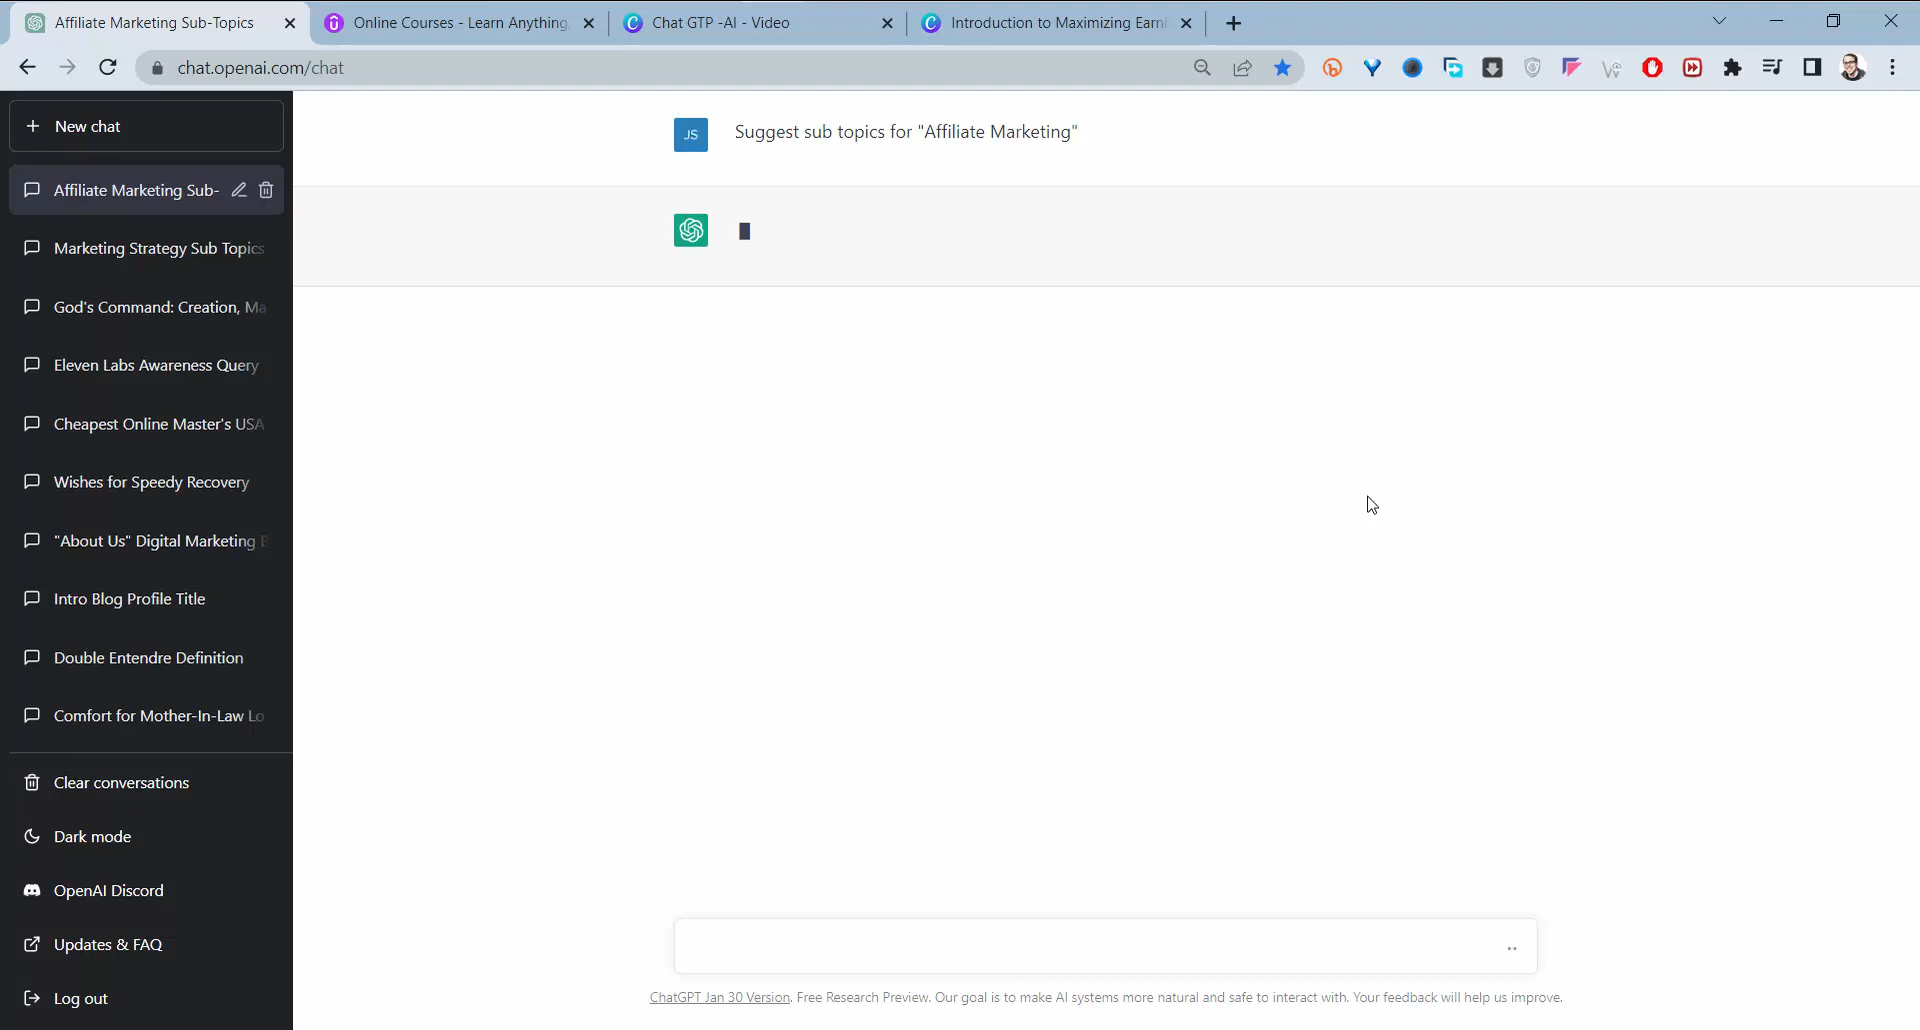 Affiliate Marketing Sub-Topics
Online Courses - Learn Anything,
Chat GTP -AI - Video
Introduction to Maximizing Earni
chat.openai.com/chat
New chat
Affiliate Marketing Sub-
Marketing Strategy Sub Topics
God's Command: Creation, Ma
Eleven Labs Awareness Query
Cheapest Online Master's USA
Wishes for Speedy Recovery
"About Us" Digital Marketing B
Intro Blog Profile Title
Double Entendre Definition
Comfort for Mother-In-Law Lo
Clear conversations
Dark mode
OpenAI Discord
Updates & FAQ
Log out
JS
Suggest sub topics for "Affiliate Marketing"
ChatGPT Jan 30 Version. Free Research Preview. Our goal is to make AI systems more natural and safe to interact with. Your feedback will help us improve.